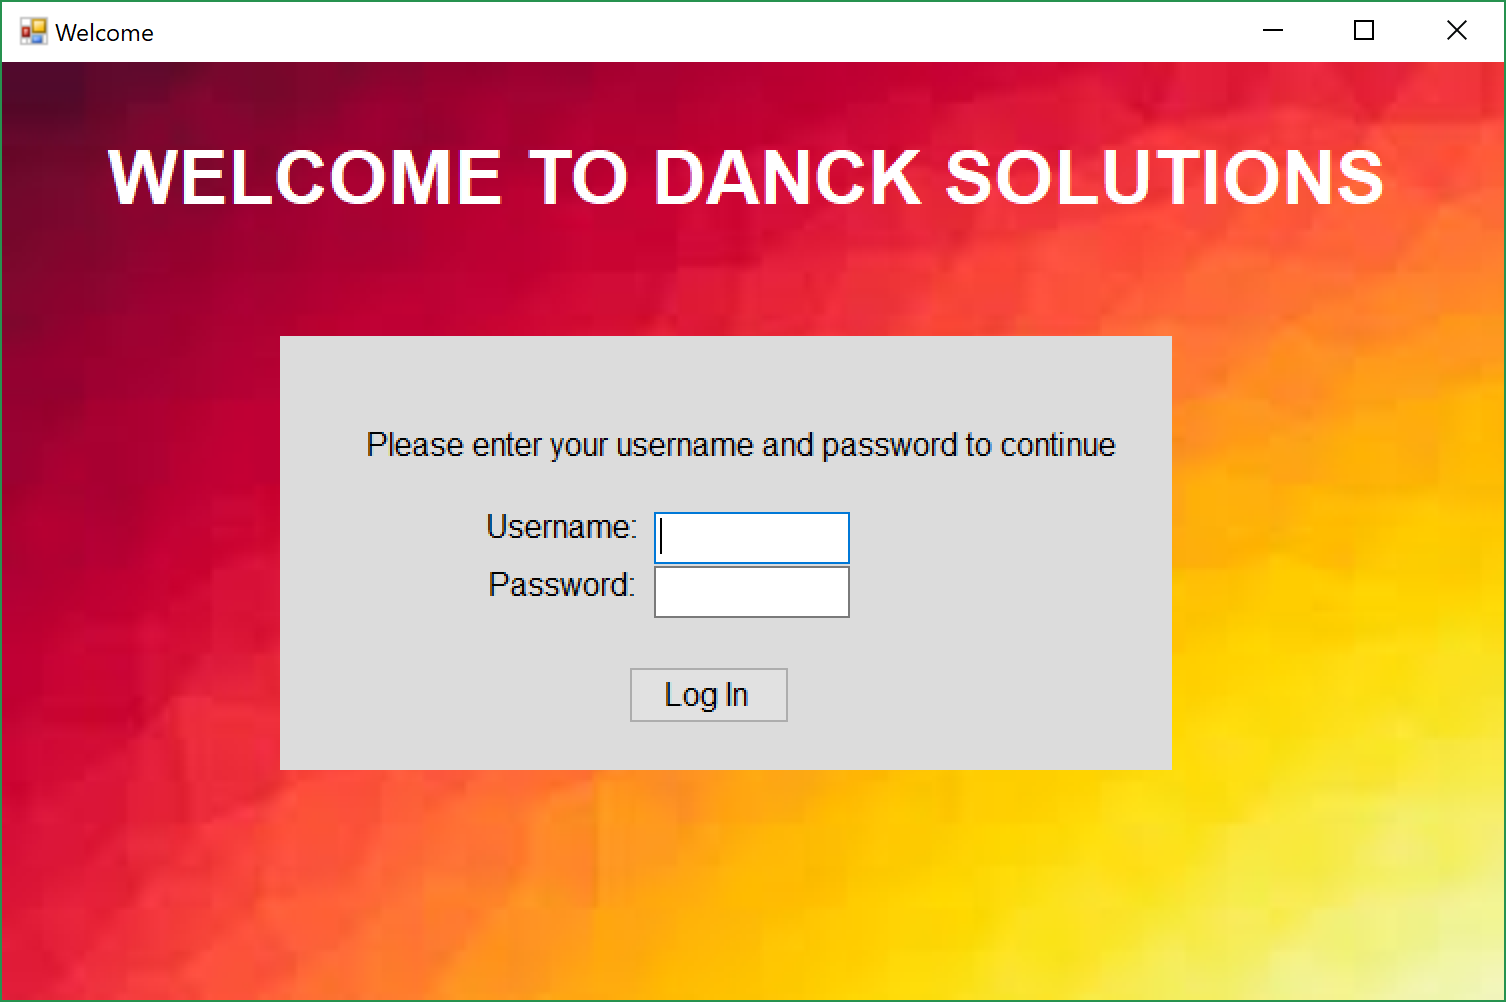 Welcome
WELCOME TO DANCK SOLUTIONS
Please enter your username and password to continue
Username:
Password:
Log In